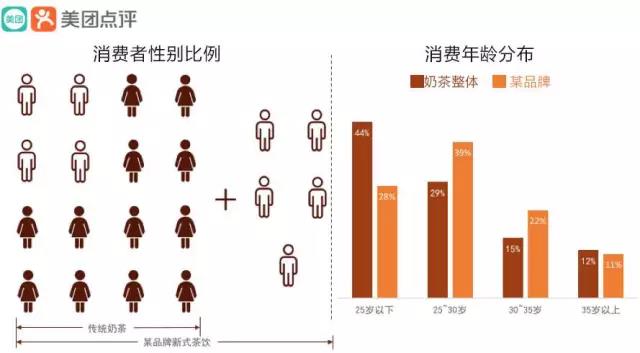 美团 美团点评
消费者性别比例
传统奶茶
某品牌新式茶饮
消费年龄分布
奶茶整体 某品牌
44% 28% 29% 39% 15% 22% 12% 11%
25岁以下 25~30岁 30~35岁 35岁以上